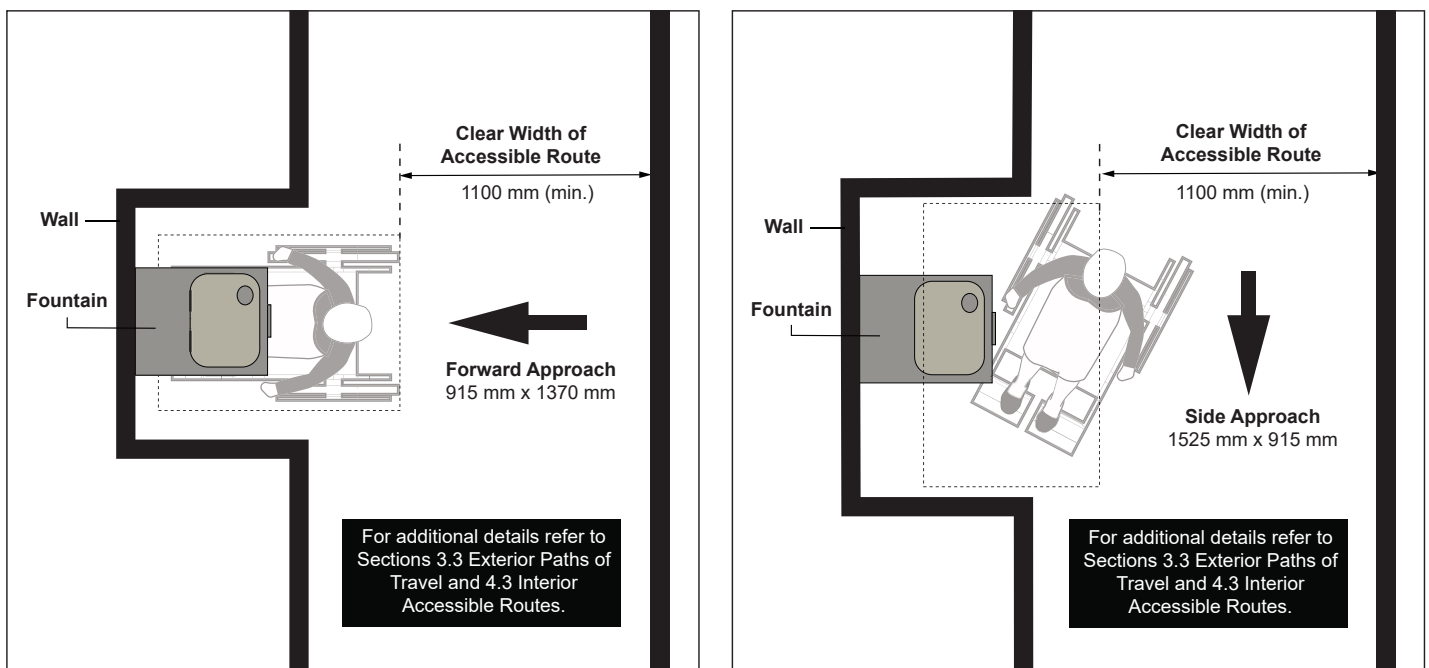 Clear Width of
Accessible Route
1100 mm (min.)
Wall
Fountain
Forward Approach
915 mm x 1370 mm
For additional details refer to
Sections 3.3 Exterior Paths of
Travel and 4.3 Interior
Accessible Routes.
Clear Width of
Accessible Route
1100 mm (min.)
Wall
Fountain
Side Approach
1525 mm x 915 mm
For additional details refer to
Sections 3.3 Exterior Paths of
Travel and 4.3 Interior
Accessible Routes.